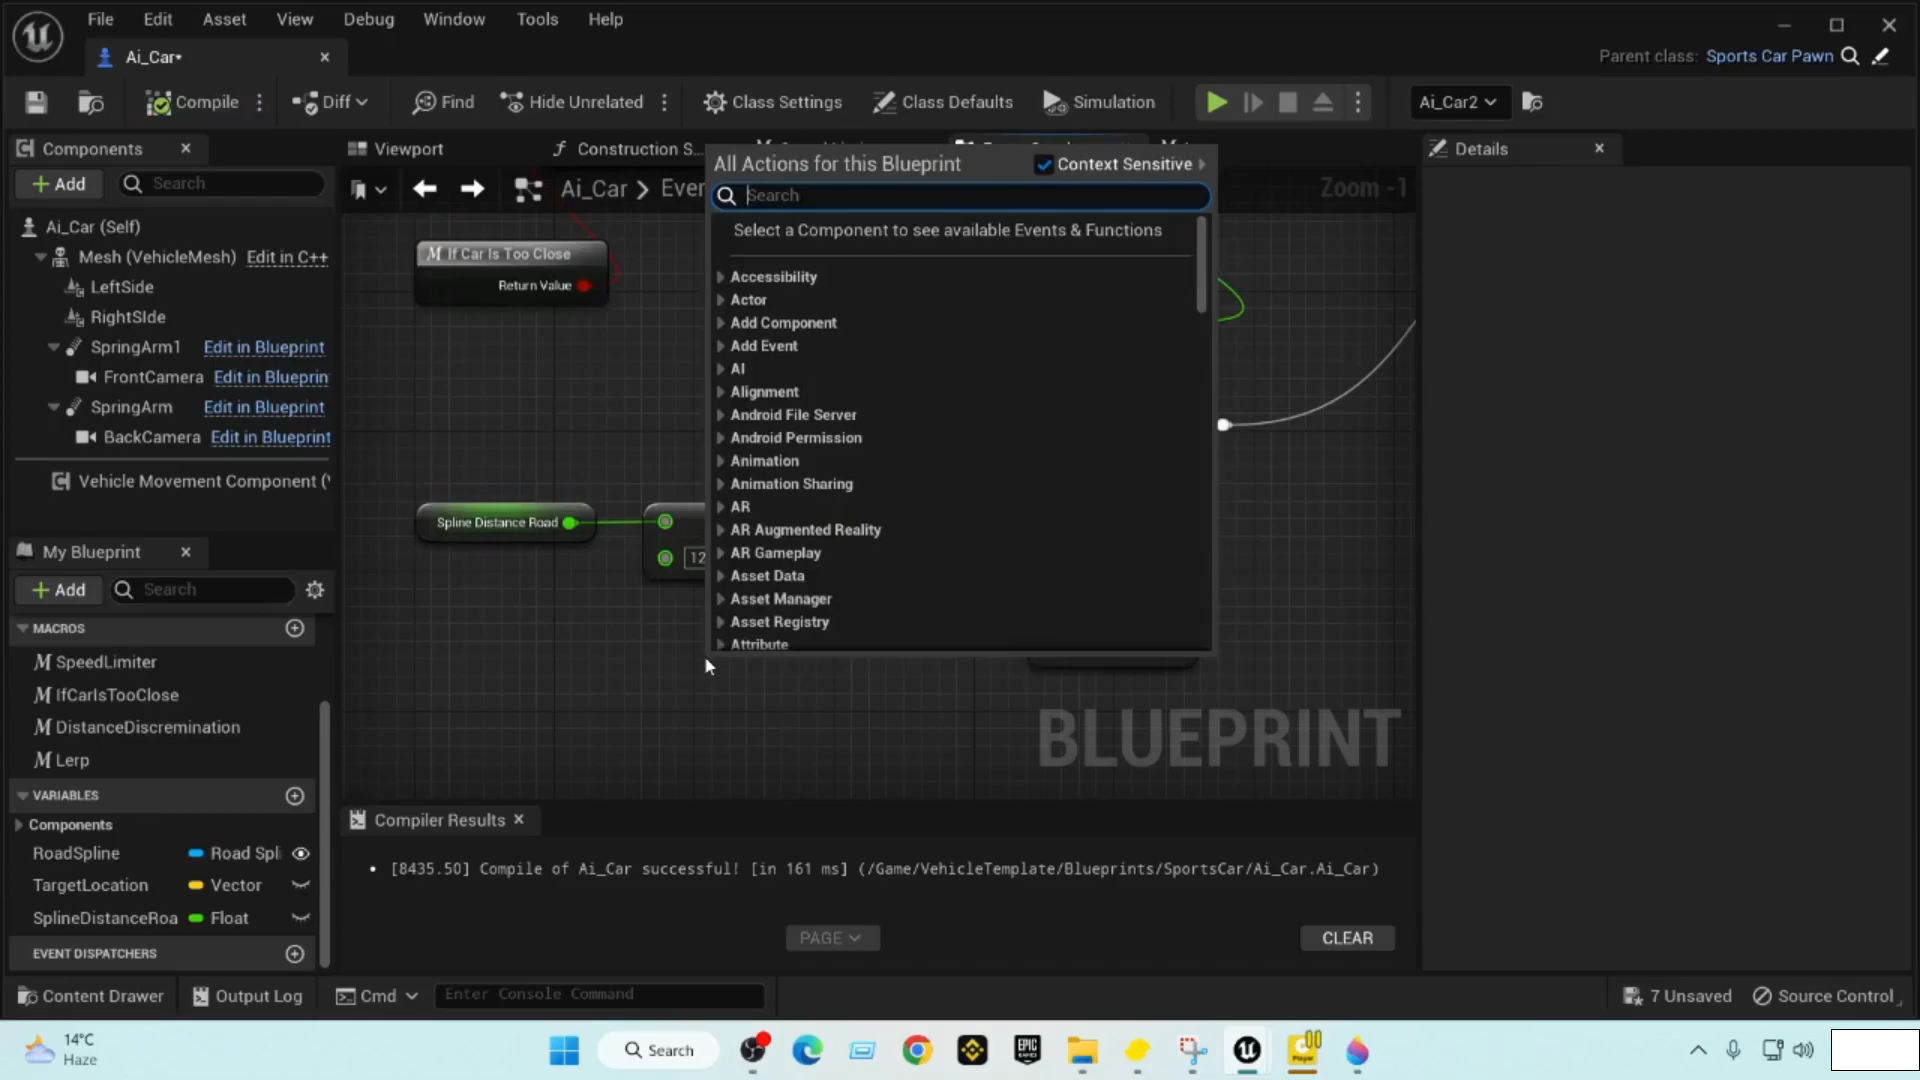 File Edit Asset View Debug Window Tools Help
Ai_Car*
Parent class: Sports Car Pawn
Compile Diff Find Hide Unrelated Class Settings Class Defaults Simulation Ai_Car2
Components
Viewport
Construction S...
Details
Add
Search
Ai_Car
Even
Zoom -1
All Actions for this Blueprint
Context Sensitive
Search
Select a Component to see available Events & Functions
Accessibility
Actor
Add Component
Add Event
AI
Alignment
Android File Server
Android Permission
Animation
Animation Sharing
AR
AR Augmented Reality
AR Gameplay
Asset Data
Asset Manager
Asset Registry
Attribute
Ai_Car (Self)
Mesh (VehicleMesh) Edit in C++
LeftSide
RightSIde
SpringArm1 Edit in Blueprint
FrontCamera Edit in Blueprin
SpringArm Edit in Blueprint
BackCamera Edit in Blueprint
Vehicle Movement Component (
If Car Is Too Close
Return Value
Spline Distance Road
12
BLUEPRINT
My Blueprint
Add
Search
MACROS
SpeedLimiter
IfCarIsTooClose
DistanceDiscremination
Lerp
VARIABLES
Components
RoadSpline Road Spli
TargetLocation Vector
SplineDistanceRoa Float
EVENT DISPATCHERS
Compiler Results
[8435.50] Compile of Ai_Car successful! [in 161 ms] (/Game/VehicleTemplate/Blueprints/SportsCar/Ai_Car.Ai_Car)
PAGE
CLEAR
Content Drawer Output Log Cmd Enter Console Command 7 Unsaved Source Control
14°C
Haze
Search
EPIC GAMES
Player